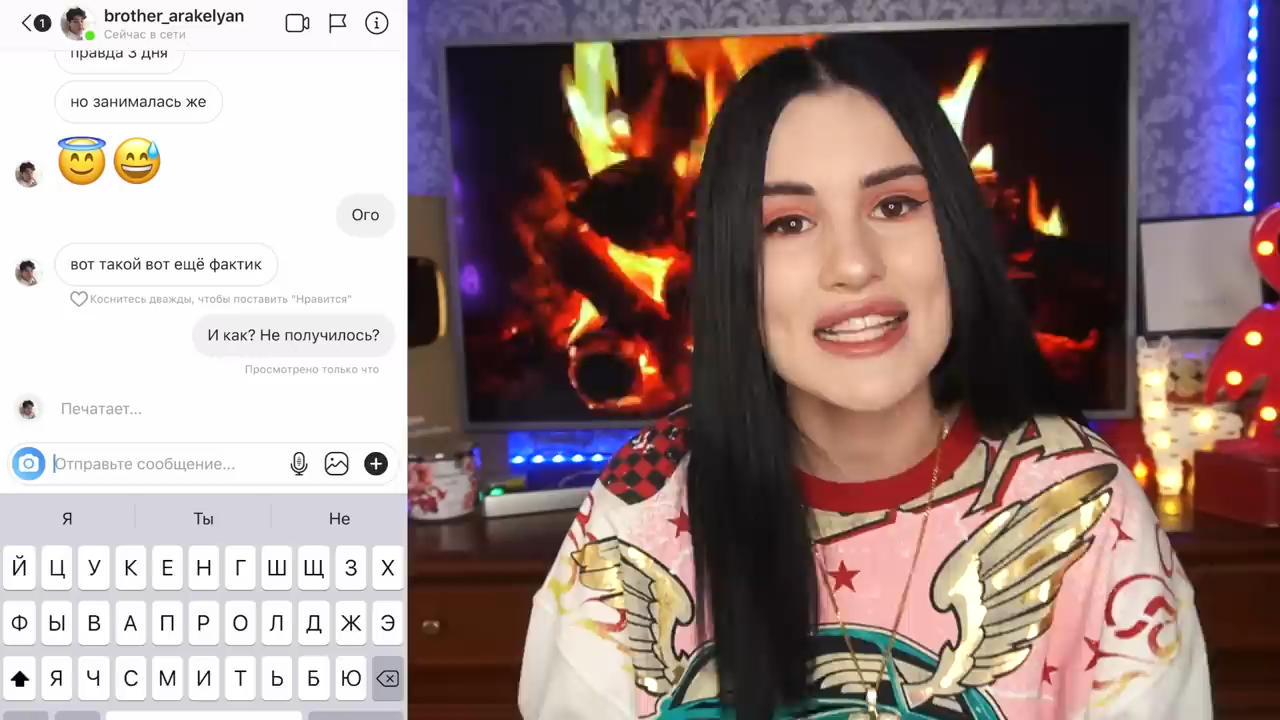 1
brother_arakelyan
Сейчас в сети
правда 3 дня
но занималась же
Ого
вот такой вот ещё фактик
Коснитесь дважды, чтобы поставить "Нравится"
И как? Не получилось?
Просмотрено только что
Печатает...
Отправьте сообщение...
Я Ты Не
Й Ц У К Е Н Г Ш Щ З Х
Ф Ы В А П Р О Л Д Ж Э
Я Ч С М И Т Ь Б Ю